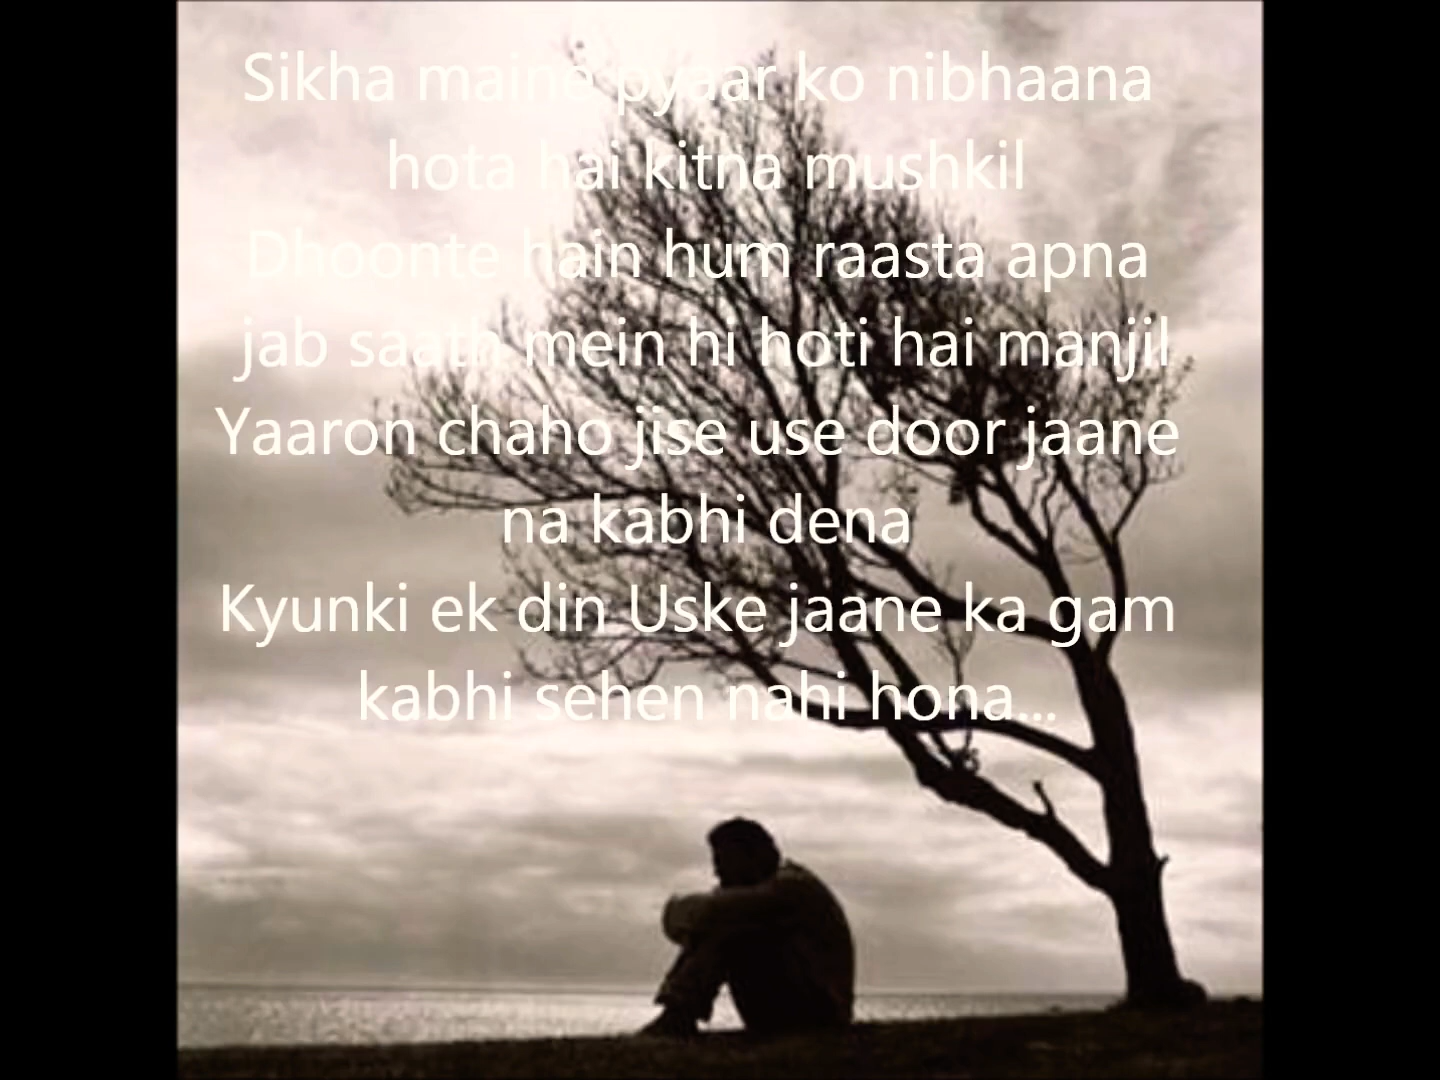 Sikha maine pyaar ko nibhaana
hota hai kitna mushkil
Dhoonte hain hum raasta apna
jab saath mein hi hoti hai manjil
Yaaron chaho jise use door jaane
na kabhi dena
Kyunki ek din Uske jaane ka gam
kabhi sehen nahi hona...